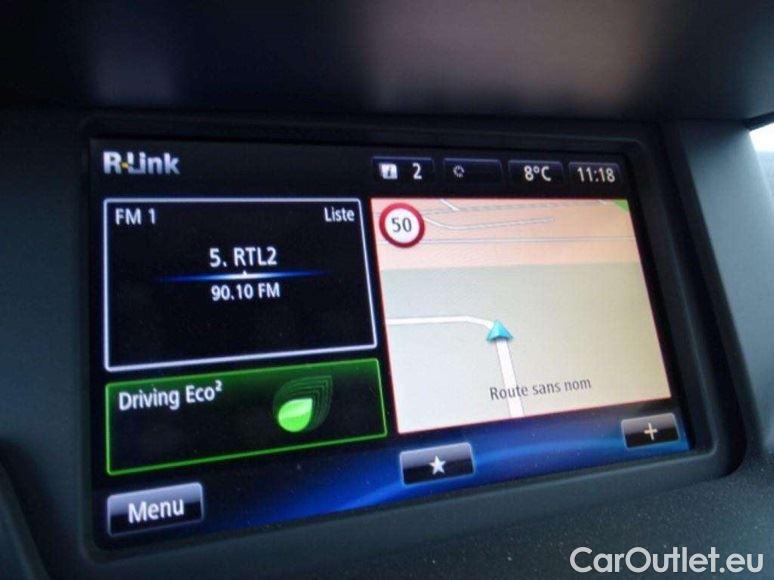 R-Link
2 8°C 11:18
FM 1 Liste
5. RTL2
90.10 FM
50
Driving Eco²
Route sans nom
Menu
+
CarOutlet.eu